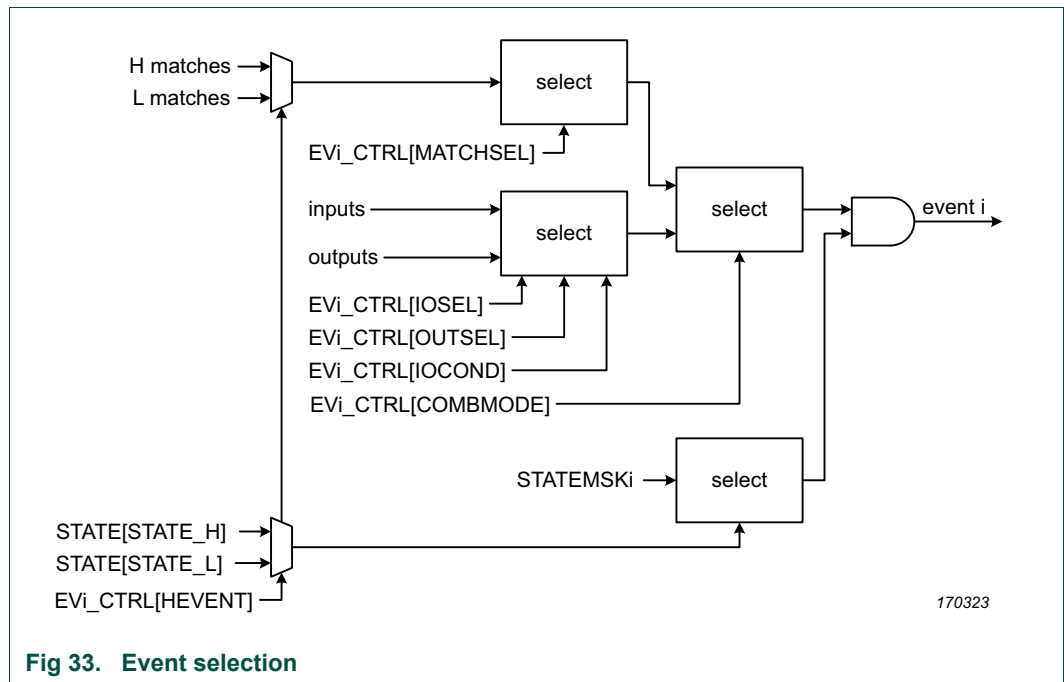 H matches
L matches
select
EVi_CTRL[MATCHSEL]
inputs
outputs
select
select
event i
EVi_CTRL[IOSEL]
EVi_CTRL[OUTSEL]
EVi_CTRL[IOCOND]
EVi_CTRL[COMBMODE]
STATEMSKi
select
STATE[STATE_H]
STATE[STATE_L]
EVi_CTRL[HEVENT]
170323
Fig 33. Event selection